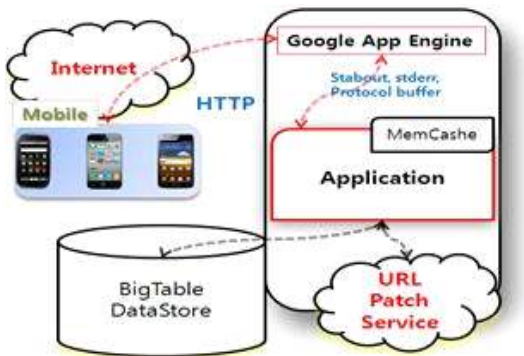 Internet
Mobile
HTTP
Google App Engine
Stabout, stderr,
Protocol buffer
MemCashe
Application
BigTable
DataStore
URL
Patch
Service